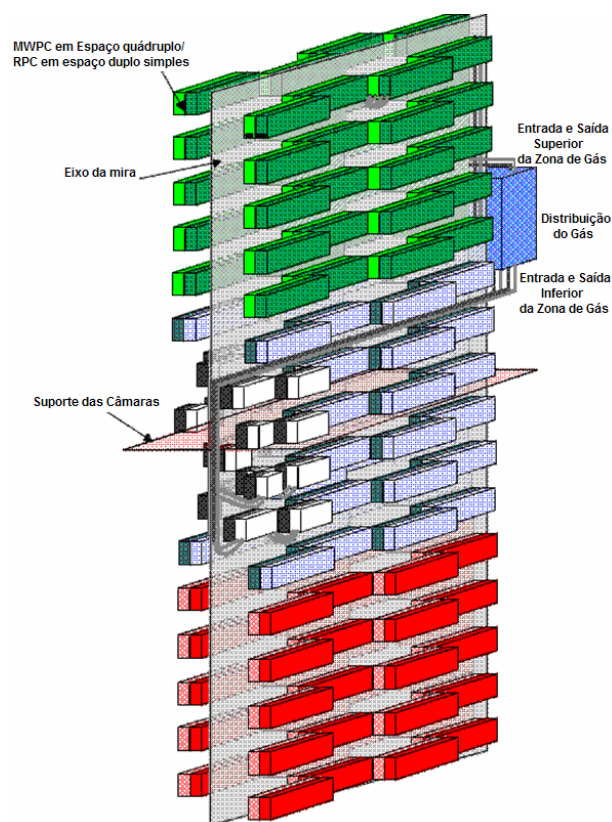 MWPC em Espaço quádruplo/
RPC em espaço duplo simples
Eixo da mira
Entrada e Saída
Superior
da Zona de Gás
Distribuição
do Gás
Entrada e Saída
Inferior
da Zona de Gás
Suporte das Câmaras